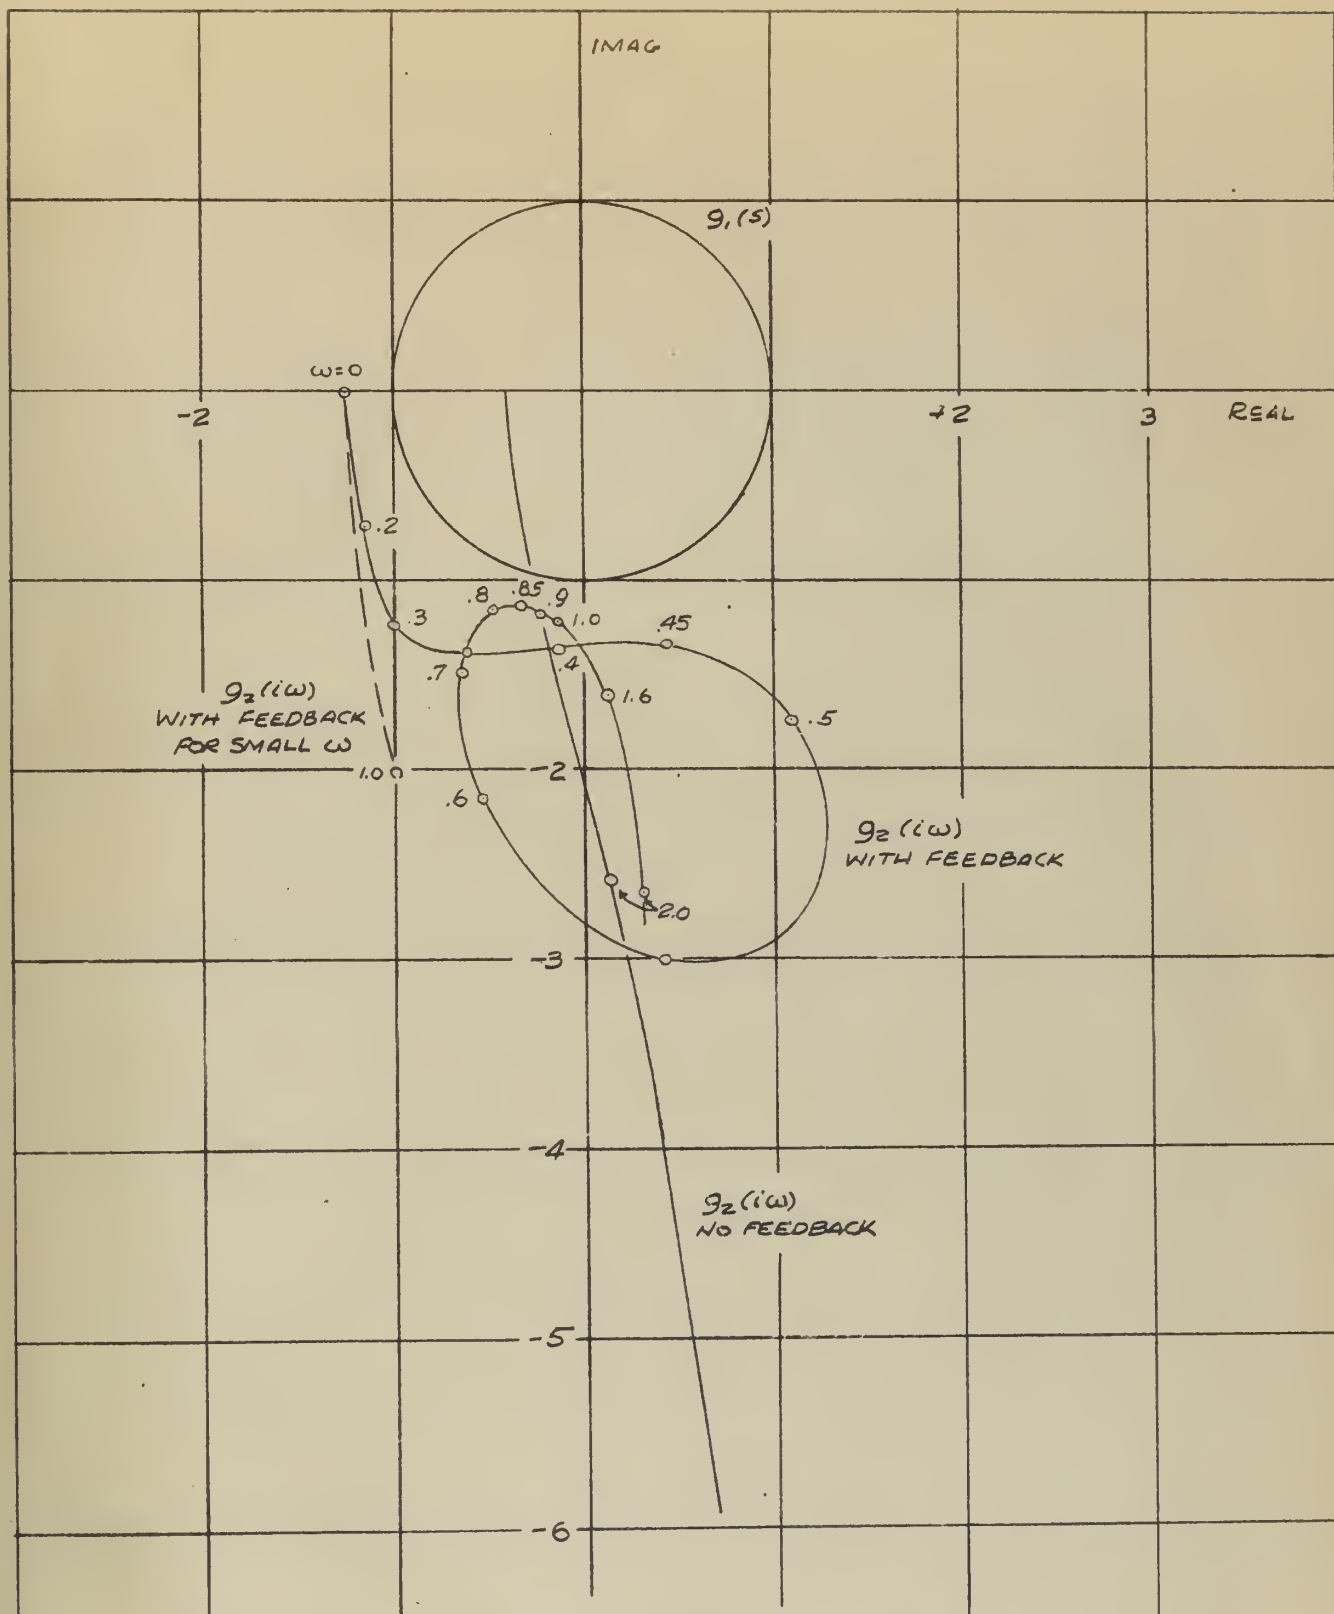 IMAG
g₁(s)
ω=0
-2
+2
3
REAL
.2
.8
.85
.9
1.0
.3
.45
.4
.7
1.6
.5
g₂(iω)
WITH FEEDBACK
FOR SMALL ω
1.0
-2
.6
g₂(iω)
WITH FEEDBACK
2.0
-3
-4
g₂(iω)
NO FEEDBACK
-5
-6